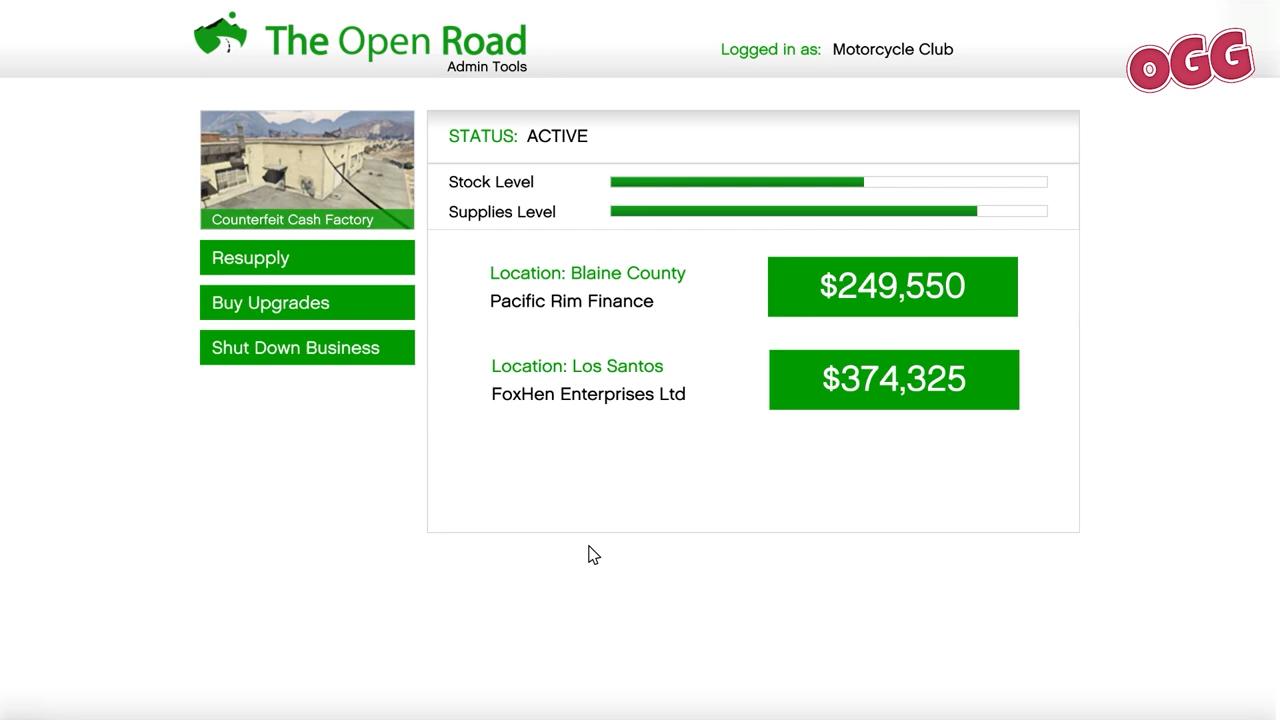 The Open Road
Admin Tools
Logged in as: Motorcycle Club
OGG
Counterfeit Cash Factory
Resupply
Buy Upgrades
Shut Down Business
STATUS: ACTIVE
Stock Level
Supplies Level
Location: Blaine County
Pacific Rim Finance
$249,550
Location: Los Santos
FoxHen Enterprises Ltd
$374,325